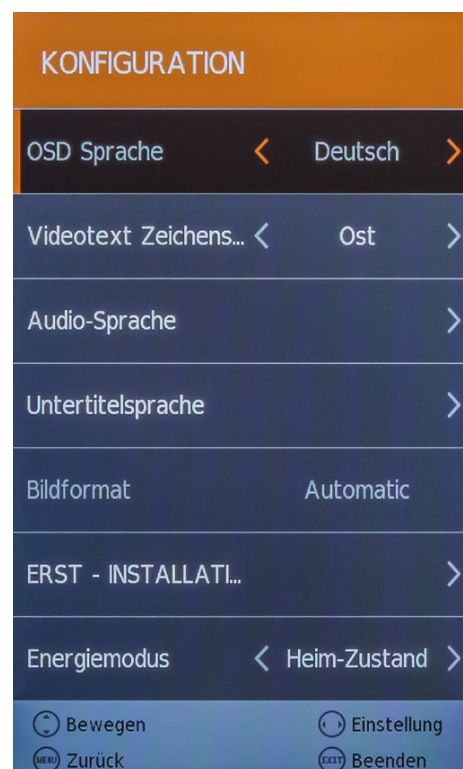 KONFIGURATION
OSD Sprache Deutsch
Videotext Zeichens... Ost
Audio-Sprache
Untertitelsprache
Bildformat Automatic
ERST - INSTALLATI...
Energiemodus Heim-Zustand
Bewegen Einstellung
MENU Zurück EXIT Beenden